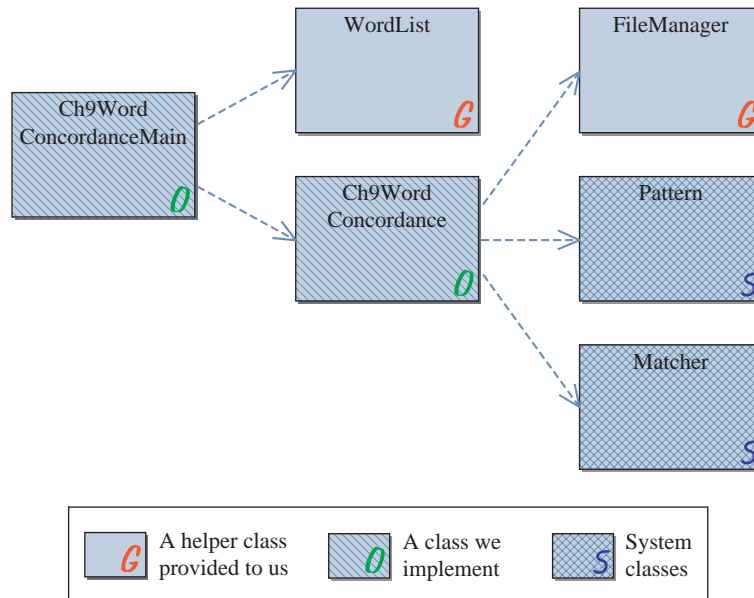 WordList
G
FileManager
G
Ch9Word
ConcordanceMain
O
Ch9Word
Concordance
O
Pattern
S
Matcher
S
G
A helper class
provided to us
O
A class we
implement
S
System
classes